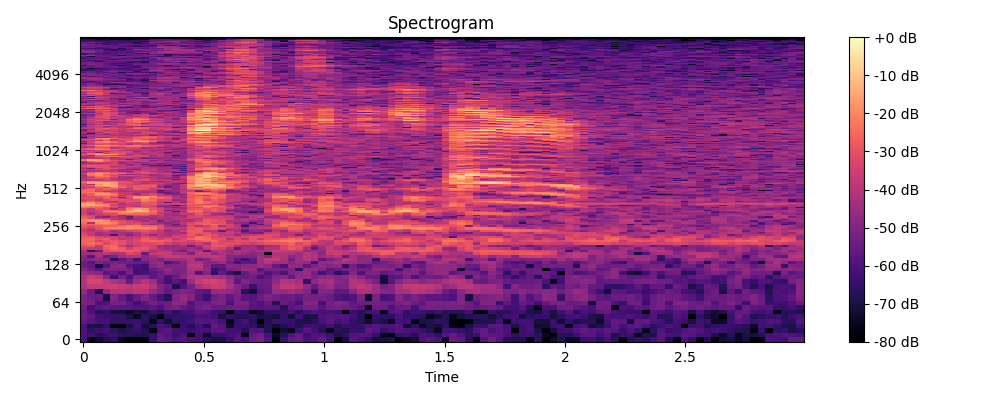 Spectrogram
Hz
4096
2048
1024
512
256
128
64
0
0 0.5 1 1.5 2 2.5
Time
+0 dB
-10 dB
-20 dB
-30 dB
-40 dB
-50 dB
-60 dB
-70 dB
-80 dB